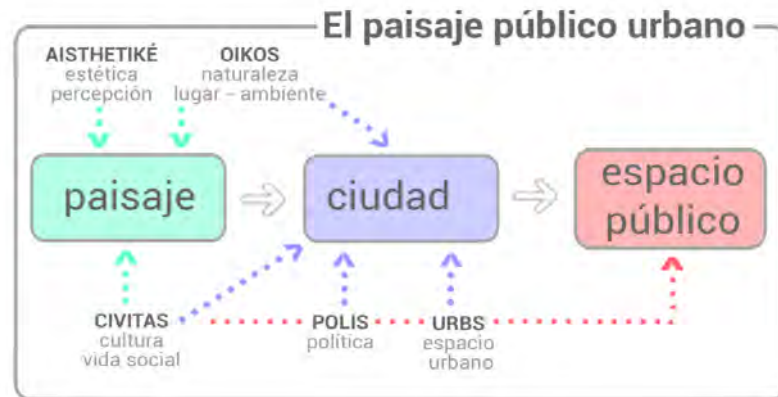 El paisaje público urbano
AISTHETIKÉ
estética
percepción
OIKOS
naturaleza
lugar – ambiente
paisaje
ciudad
espacio
público
CIVITAS
cultura
vida social
POLIS
política
URBS
espacio
urbano